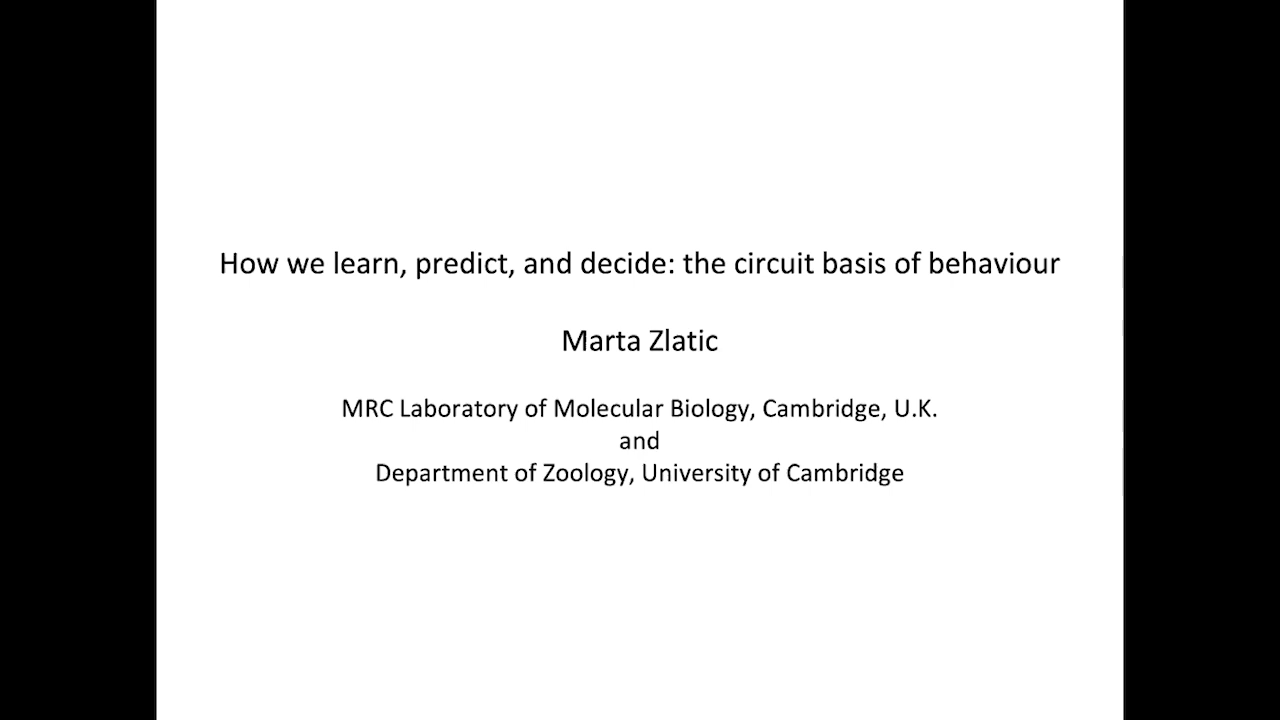 How we learn, predict, and decide: the circuit basis of behaviour
Marta Zlatic
MRC Laboratory of Molecular Biology, Cambridge, U.K.
and
Department of Zoology, University of Cambridge